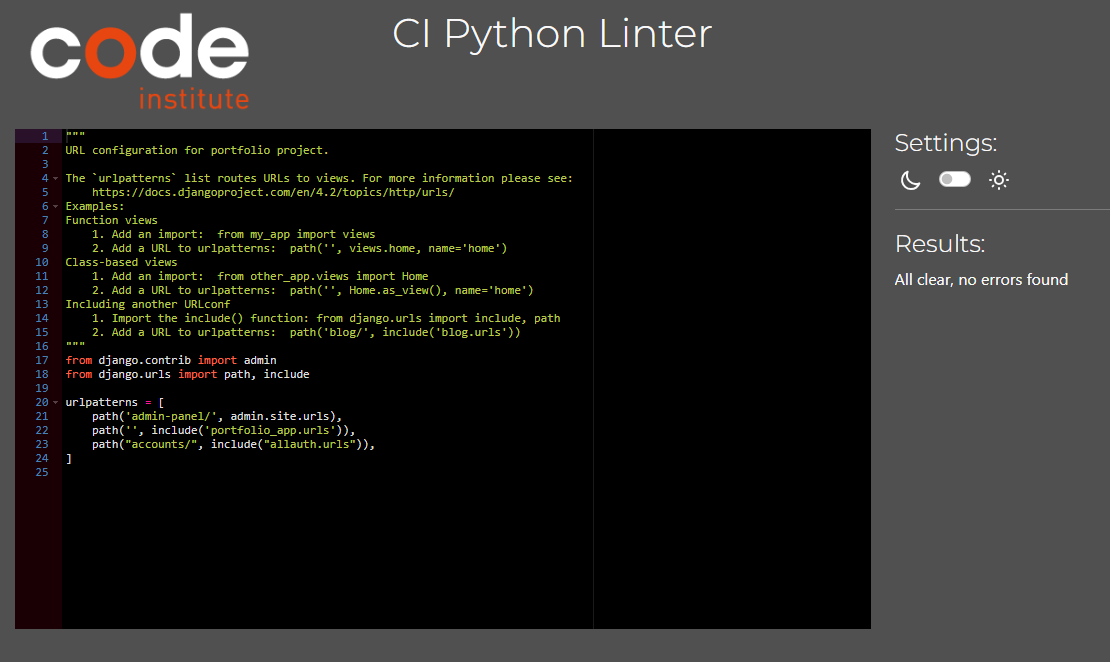 code
institute
CI Python Linter
1 """
2 URL configuration for portfolio project.
3
4 The `urlpatterns` list routes URLs to views. For more information please see:
5     https://docs.djangoproject.com/en/4.2/topics/http/urls/
6 Examples:
7 Function views
8     1. Add an import:  from my_app import views
9     2. Add a URL to urlpatterns:  path('', views.home, name='home')
10 Class-based views
11     1. Add an import:  from other_app.views import Home
12     2. Add a URL to urlpatterns:  path('', Home.as_view(), name='home')
13 Including another URLconf
14     1. Import the include() function: from django.urls import include, path
15     2. Add a URL to urlpatterns:  path('blog/', include('blog.urls'))
16 """
17 from django.contrib import admin
18 from django.urls import path, include
19
20 urlpatterns = [
21     path('admin-panel/', admin.site.urls),
22     path('', include('portfolio_app.urls')),
23     path("accounts/", include("allauth.urls")),
24 ]
25
Settings:
Results:
All clear, no errors found